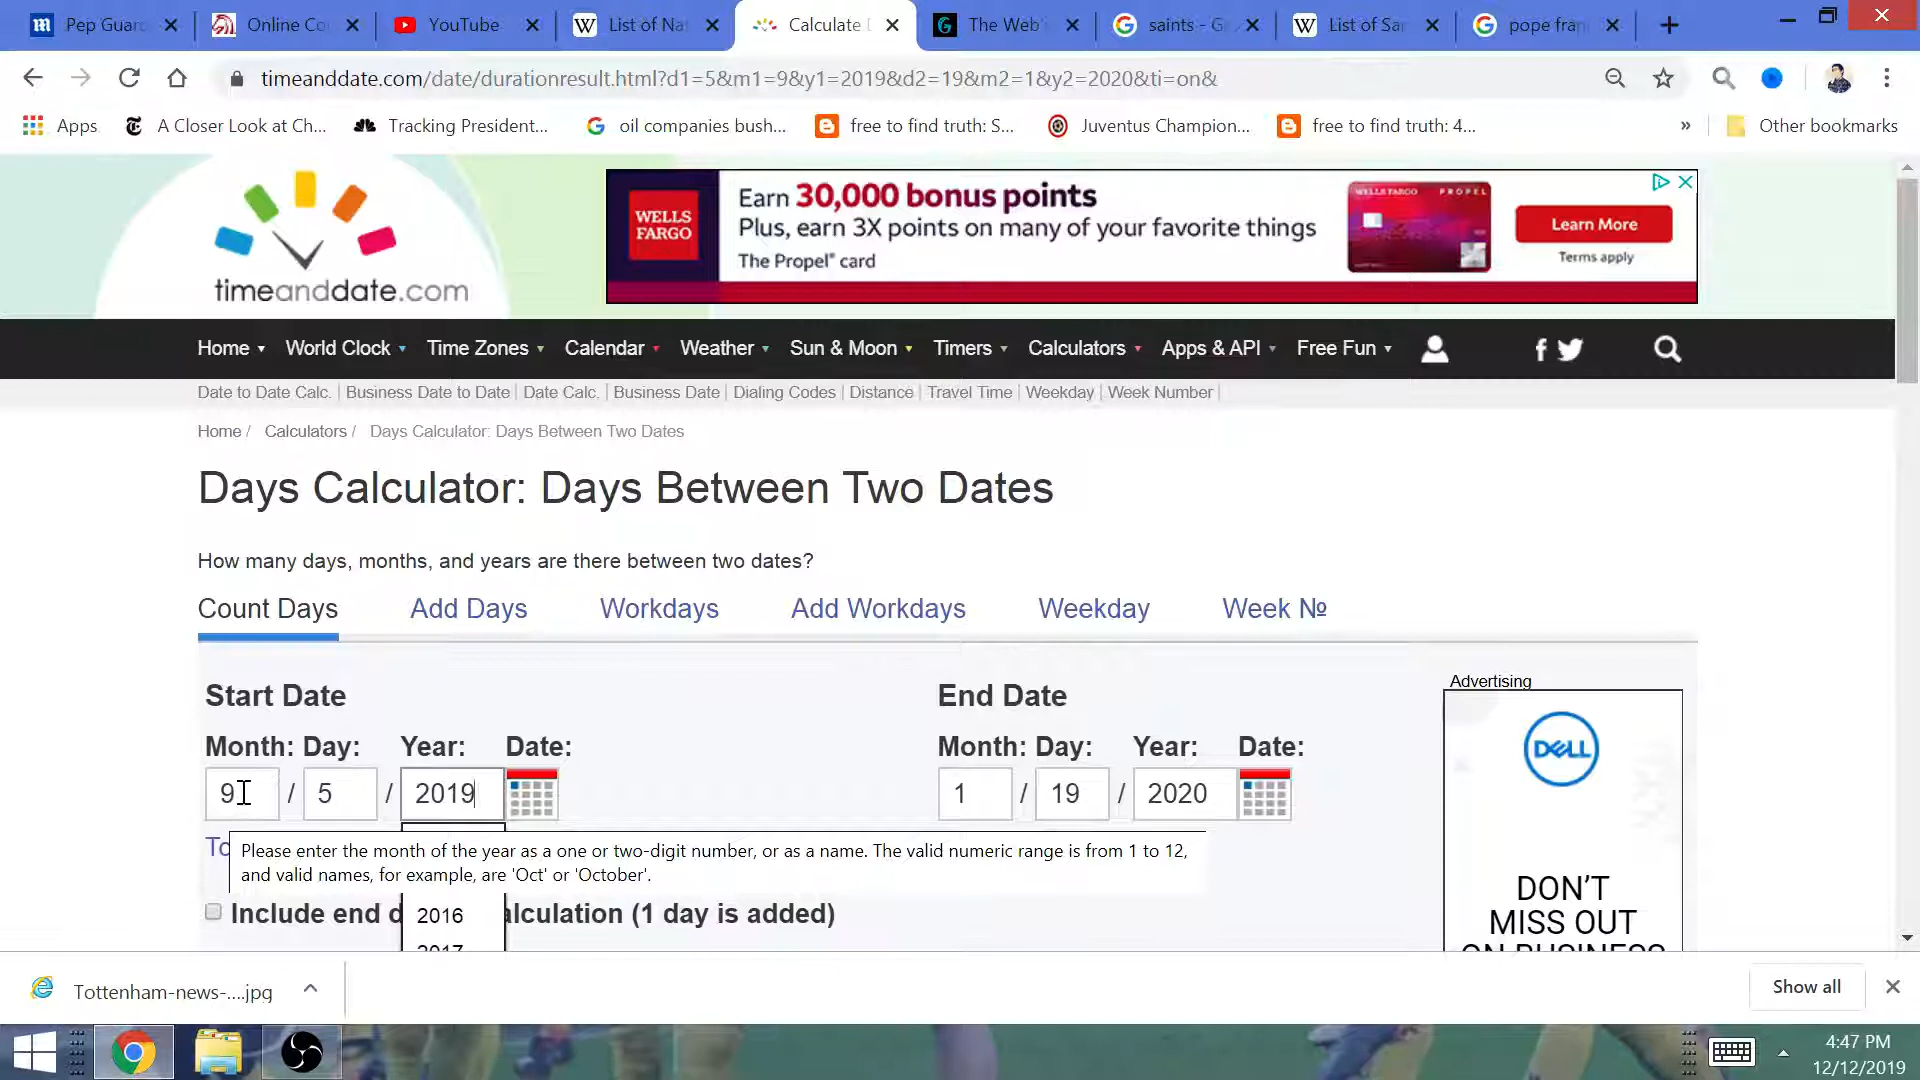 Pep Guar
Online Co
YouTube
List of Na
Calculate D
The Web'
saints - G
List of Sa
pope fran
timeanddate.com/date/durationresult.html?d1=5&m1=9&y1=2019&d2=19&m2=1&y2=2020&ti=on&
Apps
A Closer Look at Ch...
Tracking President...
oil companies bush...
free to find truth: S...
Juventus Champion...
free to find truth: 4...
»
Other bookmarks
timeanddate.com
WELLS FARGO
Earn 30,000 bonus points
Plus, earn 3X points on many of your favorite things
The Propel® card
WELLS FARGO PROPEL
Learn More
Terms apply
Home World Clock Time Zones Calendar Weather Sun & Moon Timers Calculators Apps & API Free Fun
Date to Date Calc. | Business Date to Date | Date Calc. | Business Date | Dialing Codes | Distance | Travel Time | Weekday | Week Number |
Home / Calculators / Days Calculator: Days Between Two Dates
Days Calculator: Days Between Two Dates
How many days, months, and years are there between two dates?
Count Days Add Days Workdays Add Workdays Weekday Week №
Start Date
End Date
Advertising
Month: Day: Year: Date:
Month: Day: Year: Date:
9 / 5 / 2019
1 / 19 / 2020
DELL
To
Please enter the month of the year as a one or two-digit number, or as a name. The valid numeric range is from 1 to 12,
and valid names, for example, are 'Oct' or 'October'.
Include end d
alculation (1 day is added)
2016
2017
DON'T
MISS OUT
ON BUSINESS
Tottenham-news-....jpg
Show all
4:47 PM
12/12/2019